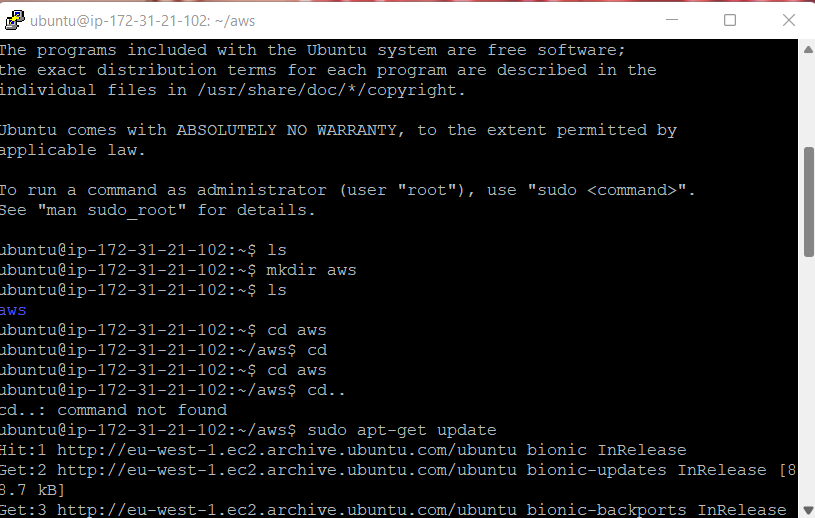 ubuntu@ip-172-31-21-102: ~/aws
The programs included with the Ubuntu system are free software;
the exact distribution terms for each program are described in the
individual files in /usr/share/doc/*/copyright.
Ubuntu comes with ABSOLUTELY NO WARRANTY, to the extent permitted by
applicable law.
To run a command as administrator (user "root"), use "sudo <command>".
See "man sudo_root" for details.
ubuntu@ip-172-31-21-102:~$ ls
ubuntu@ip-172-31-21-102:~$ mkdir aws
ubuntu@ip-172-31-21-102:~$ ls
aws
ubuntu@ip-172-31-21-102:~$ cd aws
ubuntu@ip-172-31-21-102:~/aws$ cd
ubuntu@ip-172-31-21-102:~$ cd aws
ubuntu@ip-172-31-21-102:~/aws$ cd..
cd..: command not found
ubuntu@ip-172-31-21-102:~/aws$ sudo apt-get update
Hit:1 http://eu-west-1.ec2.archive.ubuntu.com/ubuntu bionic InRelease
Get:2 http://eu-west-1.ec2.archive.ubuntu.com/ubuntu bionic-updates InRelease [8
8.7 kB]
Get:3 http://eu-west-1.ec2.archive.ubuntu.com/ubuntu bionic-backports InRelease